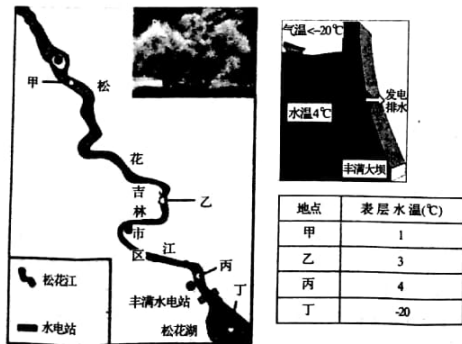 甲
松
花
吉
林
市
区
江
乙
丙
丁
丰满水电站
松花湖
松花江
水电站
气温<-20℃
水温4℃
发电
排水
丰满大坝
地点 表层水温(℃)
甲 1
乙 3
丙 4
丁 -20